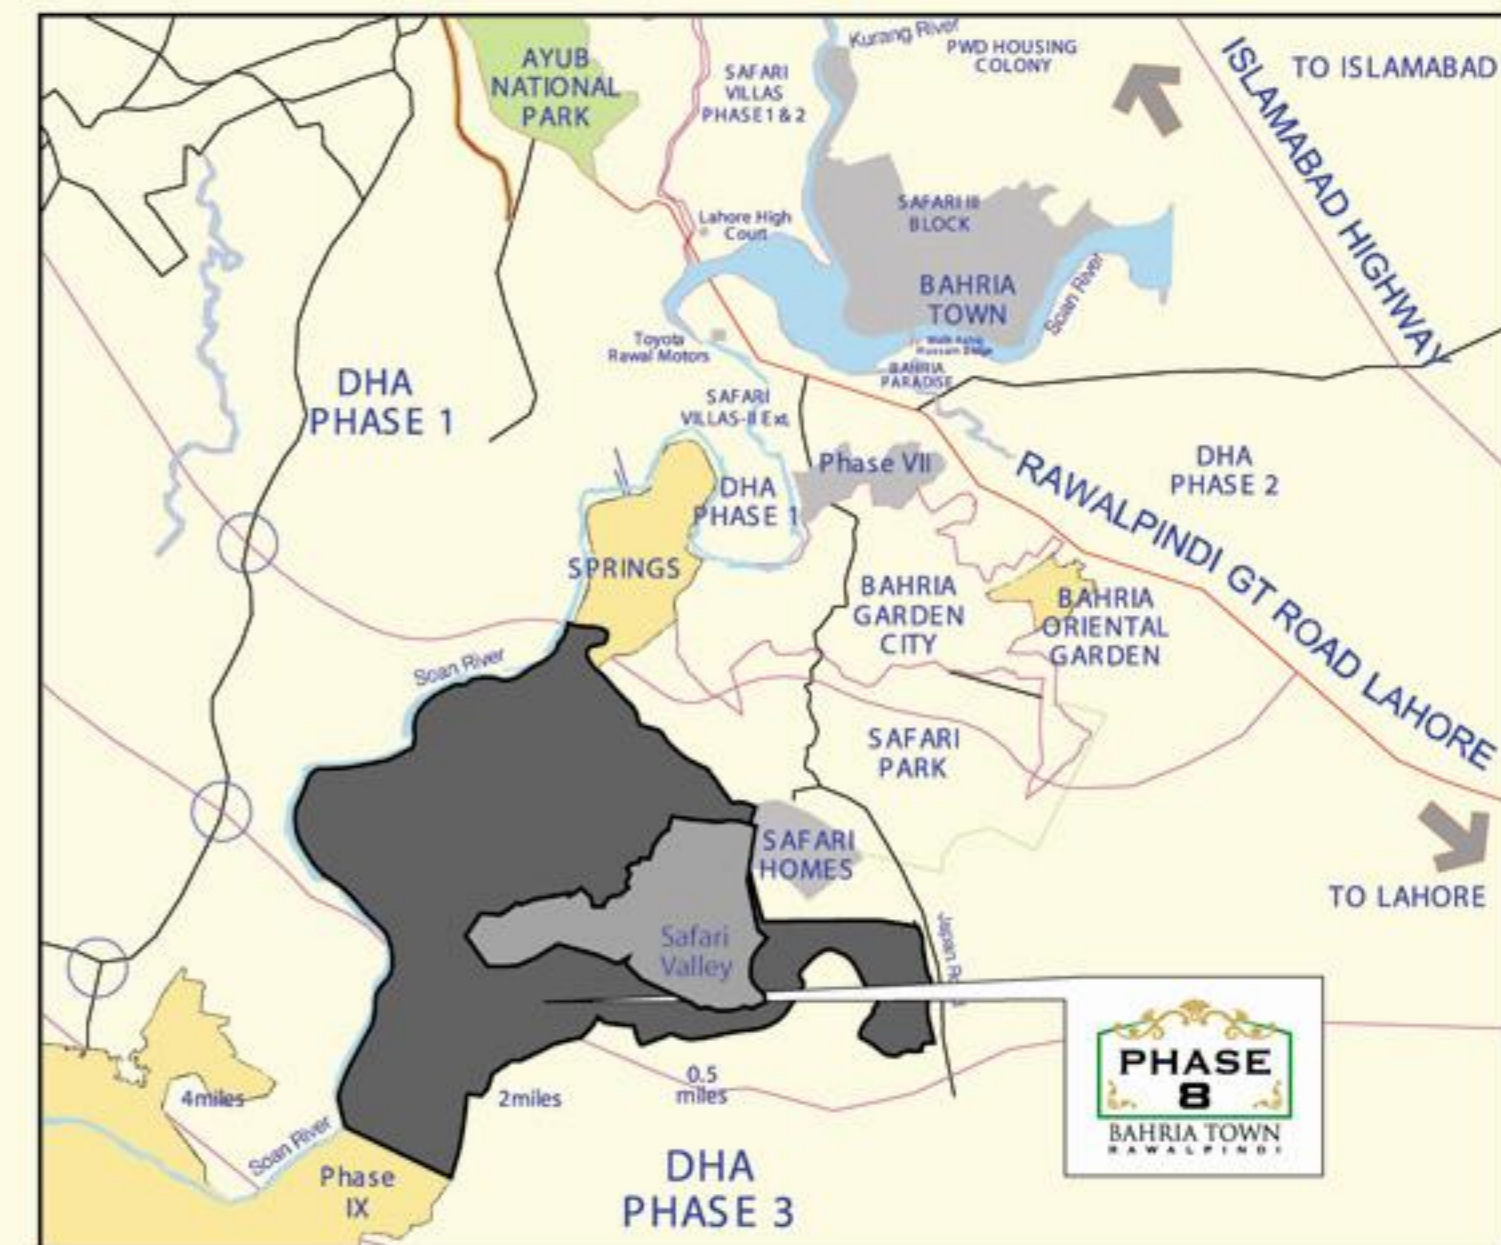 AYUB
NATIONAL
PARK
SAFARI
VILLAS
PHASE 1 & 2
Kurang River
PWD HOUSING
COLONY
TO ISLAMABAD
ISLAMABAD HIGHWAY
Lahore High
Court
SAFARI III
BLOCK
BAHRIA
TOWN
Soan River
Toyota
Rawal Motors
BAHRIA
PARADISE
DHA
PHASE 1
SAFARI
VILLAS-II Ext.
Phase VII
DHA
PHASE 2
RAWALPINDI GT ROAD LAHORE
DHA
PHASE 1
SPRINGS
BAHRIA
GARDEN
CITY
BAHRIA
ORIENTAL
GARDEN
Soan River
SAFARI
PARK
SAFARI
HOMES
TO LAHORE
Safari
Valley
Japan
4miles
2miles
0.5
miles
Soan River
Phase
IX
DHA
PHASE 3
PHASE
8
BAHRIA TOWN
RAWALPINDI